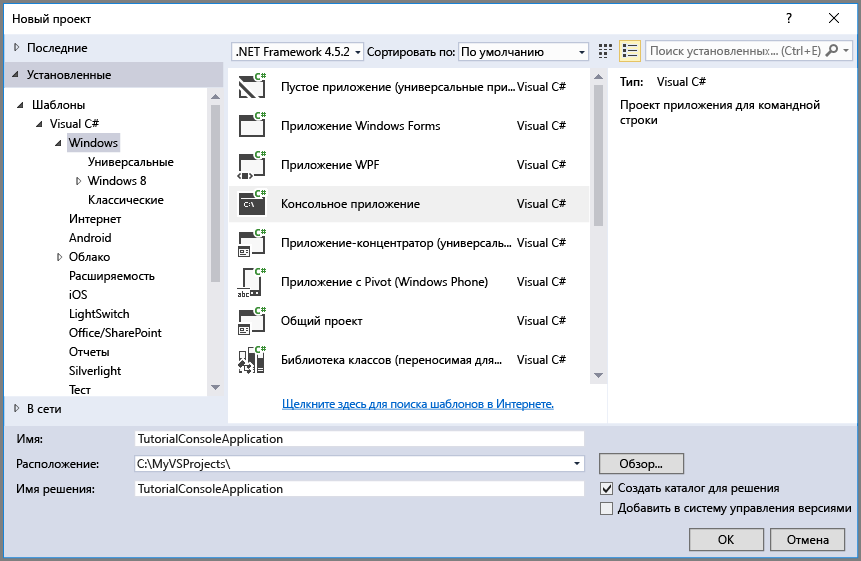 Новый проект
?
Последние
Установленные
Шаблоны
Visual C#
Windows
Универсальные
Windows 8
Классические
Интернет
Android
Облако
Расширяемость
iOS
LightSwitch
Office/SharePoint
Отчеты
Silverlight
Тест
В сети
.NET Framework 4.5.2 Сортировать по: По умолчанию
C# Пустое приложение (универсальные при... Visual C#
C# Приложение Windows Forms Visual C#
C# Приложение WPF Visual C#
C# C:\ Консольное приложение Visual C#
C# Приложение-концентратор (универсаль... Visual C#
C# abc Приложение с Pivot (Windows Phone) Visual C#
C# Общий проект Visual C#
C# Библиотека классов (переносимая для... Visual C#
Щелкните здесь для поиска шаблонов в Интернете.
Поиск установленных... (Ctrl+E)
Тип: Visual C#
Проект приложения для командной
строки
Имя: TutorialConsoleApplication
Расположение: C:\MyVSProjects\ Обзор...
Имя решения: TutorialConsoleApplication
Создать каталог для решения
Добавить в систему управления версиями
ОК Отмена